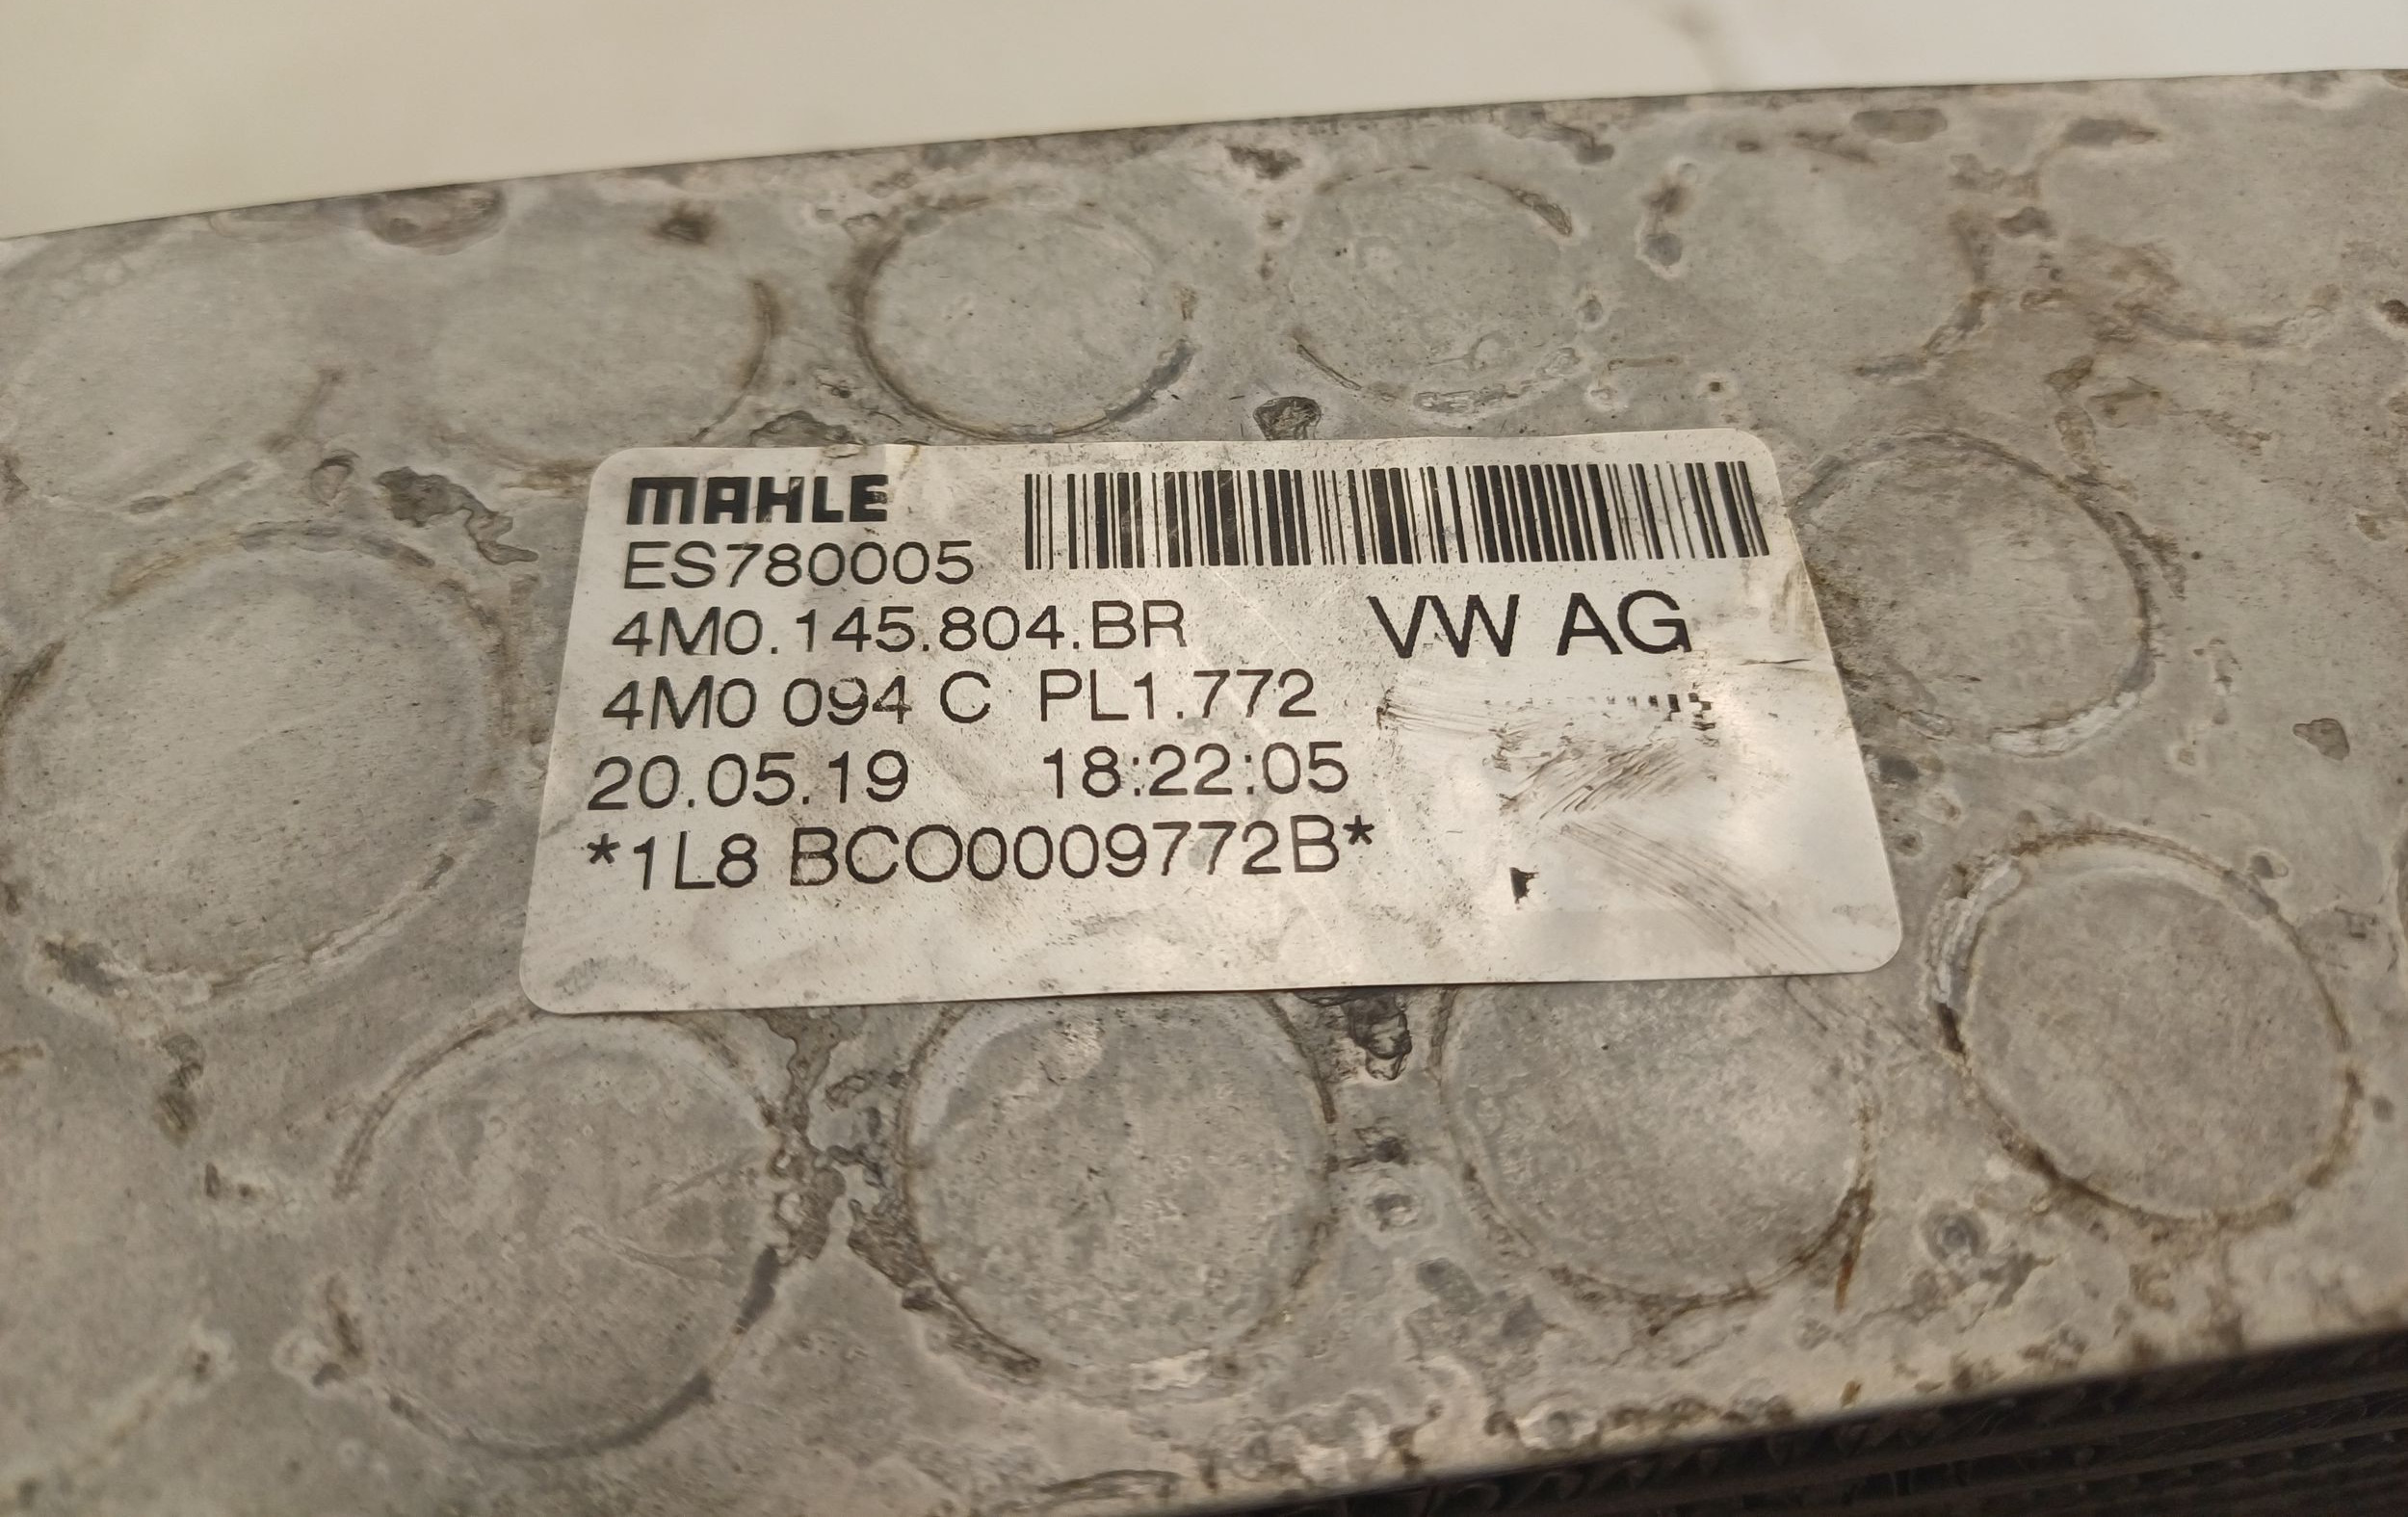 MAHLE
ES780005
4M0.145.804.BR VW AG
4M0 094 C PL1.772
20.05.19 18:22:05
*1L8 BCO0009772B*